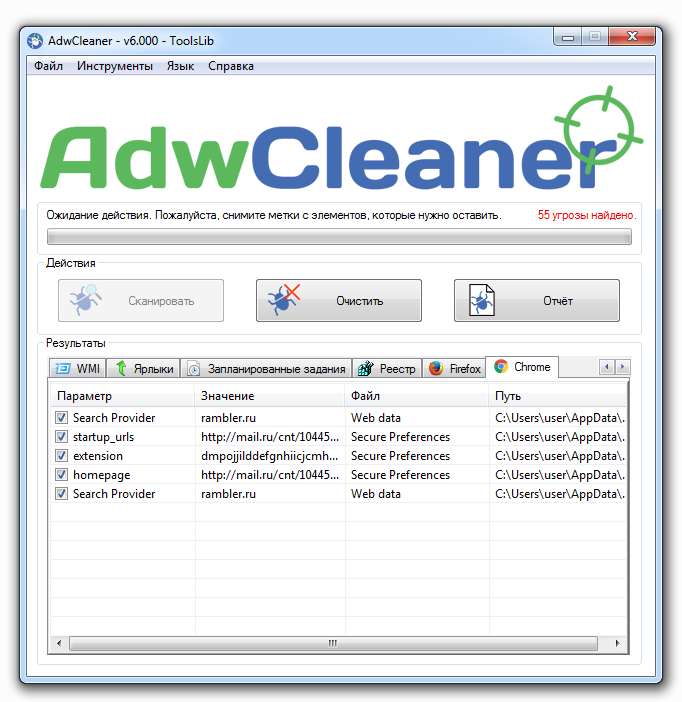 AdwCleaner - v6.000 - ToolsLib
Файл Инструменты Язык Справка
AdwCleaner
Ожидание действия. Пожалуйста, снимите метки с элементов, которые нужно оставить. 55 угрозы найдено.
Действия
Сканировать Очистить Отчёт
Результаты
WMI Ярлыки Запланированные задания Реестр Firefox Chrome
Параметр Значение Файл Путь
Search Provider rambler.ru Web data C:\Users\user\AppData\.
startup_urls http://mail.ru/cnt/10445... Secure Preferences C:\Users\user\AppData\.
extension dmpojjilddefgnhiicjcmh... Secure Preferences C:\Users\user\AppData\.
homepage http://mail.ru/cnt/10445... Secure Preferences C:\Users\user\AppData\.
Search Provider rambler.ru Web data C:\Users\user\AppData\.